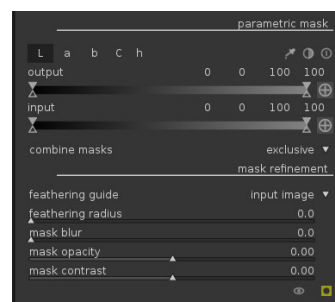 parametric mask
L a b C h
output 0 0 100 100
input 0 0 100 100
combine masks exclusive
mask refinement
feathering guide input image
feathering radius 0.0
mask blur 0.0
mask opacity 0.00
mask contrast 0.00